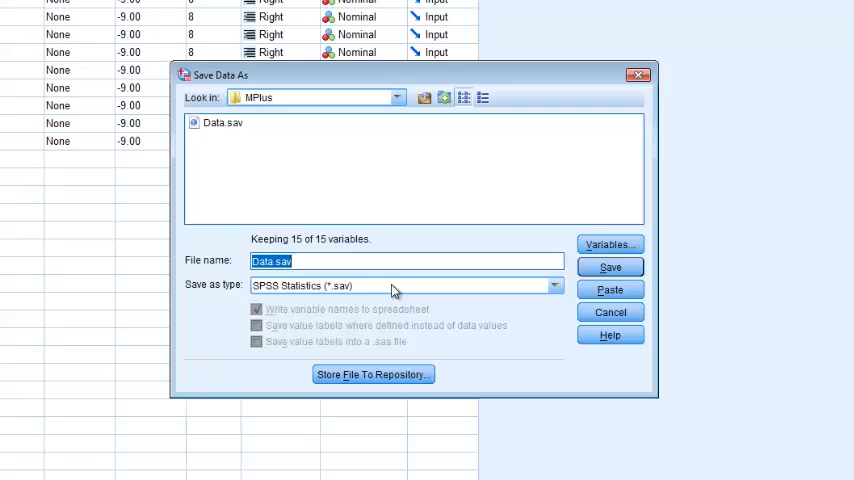 None -9.00 8 Right Nominal Input
None -9.00 8 Right Nominal Input
None -9.00 8 Right Nominal Input
None -9.00
Save Data As
None -9.00
Look in: MPlus
None -9.00
None -9.00
Data.sav
None -9.00
Keeping 15 of 15 variables.
Variables...
File name: Data.sav
Save
Save as type: SPSS Statistics (*.sav)
Paste
Write variable names to spreadsheet
Cancel
Save value labels where defined instead of data values
Save value labels into a .sas file
Help
Store File To Repository...